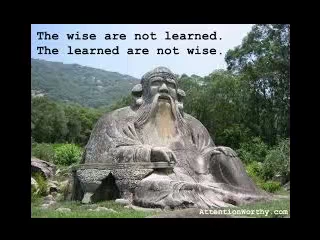 The wise are not learned.
The learned are not wise.
AttentionWorthy.com